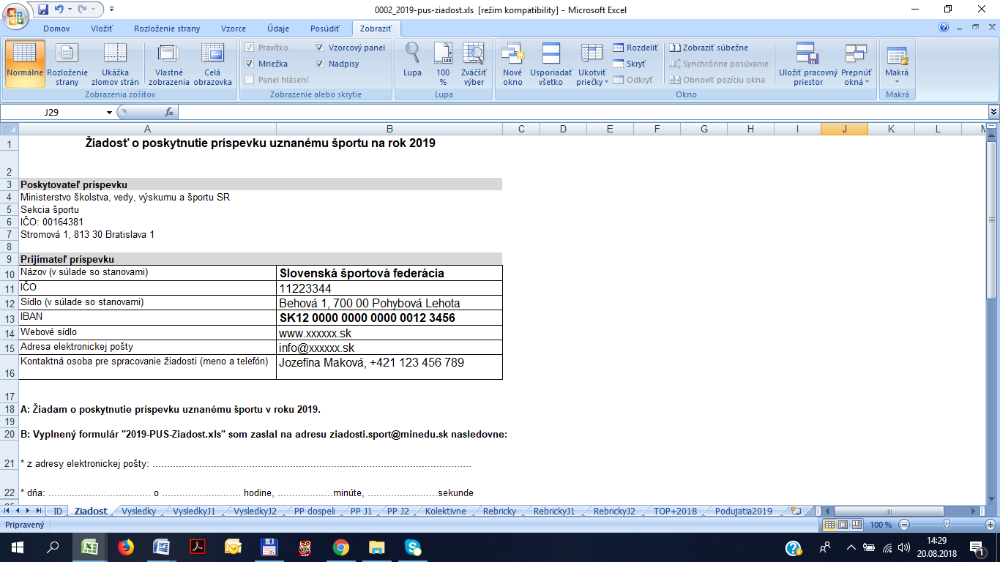 0002_2019-pus-ziadost.xls [režim kompatibility] - Microsoft Excel
Domov Vložiť Rozloženie strany Vzorce Údaje Posúdiť Zobraziť
Normálne Rozloženie strany Ukážka zlomov strán Vlastné zobrazenia Celá obrazovka
Zobrazenia zošitov
Pravítko Vzorcový panel
Mriežka Nadpisy
Panel hlásení
Zobrazenie alebo skrytie
Lupa 100 % Zväčšiť výber
Lupa
Nové okno Usporiadať všetko Ukotviť priečky
Rozdeliť Zobraziť súbežne
Skryť Synchrónne posúvanie
Odkryť Obnoviť pozíciu okna
Uložiť pracovný priestor Prepnúť okná
Okno
Makrá
Makrá
J29 fx
A B C D E F G H I J K L M
1 Žiadosť o poskytnutie príspevku uznanému športu na rok 2019
2
3 Poskytovateľ príspevku
4 Ministerstvo školstva, vedy, výskumu a športu SR
5 Sekcia športu
6 IČO: 00164381
7 Stromová 1, 813 30 Bratislava 1
8
9 Prijímateľ príspevku
10 Názov (v súlade so stanovami) Slovenská športová federácia
11 IČO 11223344
12 Sídlo (v súlade so stanovami) Behová 1, 700 00 Pohybová Lehota
13 IBAN SK12 0000 0000 0000 0012 3456
14 Webové sídlo www.xxxxxx.sk
15 Adresa elektronickej pošty info@xxxxxx.sk
16 Kontaktná osoba pre spracovanie žiadosti (meno a telefón) Jozefína Maková, +421 123 456 789
17
18 A: Žiadam o poskytnutie príspevku uznanému športu v roku 2019.
19
20 B: Vyplnený formulár "2019-PUS-Ziadost.xls" som zaslal na adresu ziadosti.sport@minedu.sk nasledovne:
21 * z adresy elektronickej pošty: ........................................
22 * dňa: .................... o .................... hodine, ..............minúte, ..................sekunde
ID Ziadost Vysledky VysledkyJ1 VysledkyJ2 PP dospeli PP J1 PP J2 Kolektivne Rebricky RebrickyJ1 RebrickyJ2 TOP+2018 Podujatia2019
Pripravený 100 %
14:29
20.08.2018
1